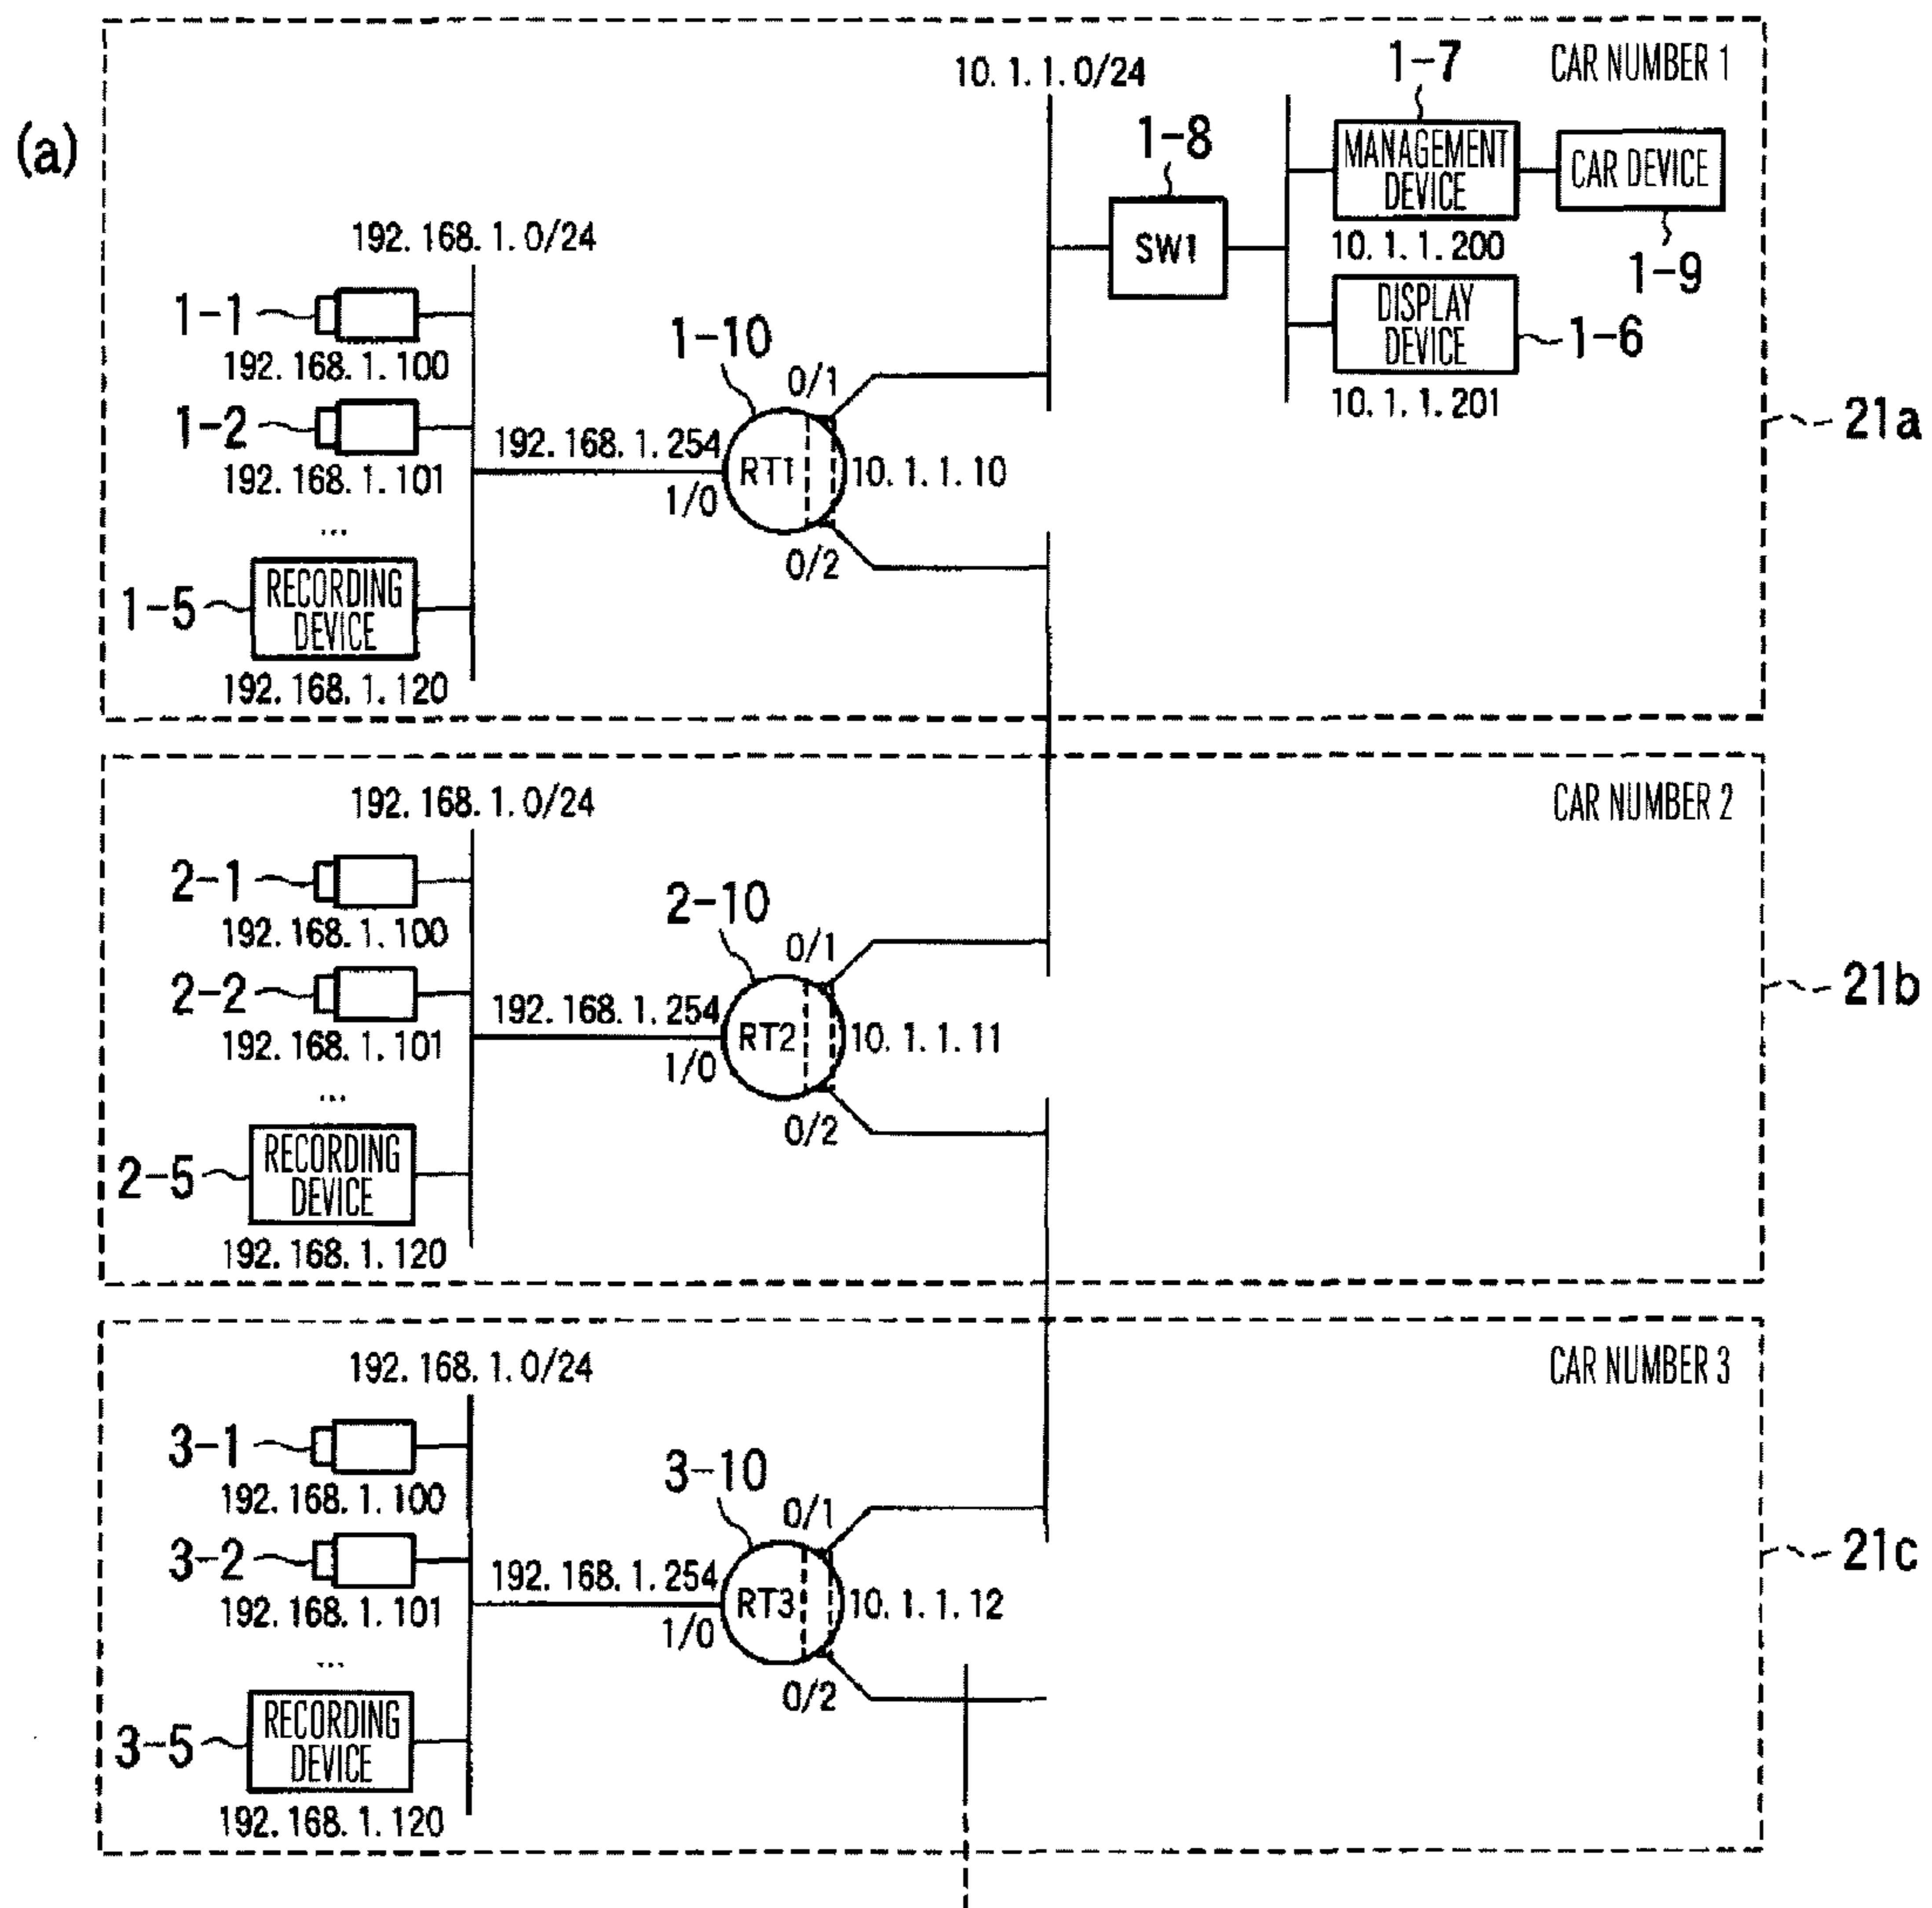 (a)
CAR NUMBER 1
10.1.1.0/24
1-7
1-8
MANAGEMENT
DEVICE
CAR DEVICE
SW1
10.1.1.200
1-9
DISPLAY
DEVICE
1-6
10.1.1.201
21a
192.168.1.0/24
1-1
192.168.1.100
1-2
192.168.1.101
...
1-5
RECORDING
DEVICE
192.168.1.120
1-10
0/1
192.168.1.254
1/0
RT1
10.1.1.10
0/2
CAR NUMBER 2
192.168.1.0/24
2-1
192.168.1.100
2-2
192.168.1.101
...
2-5
RECORDING
DEVICE
192.168.1.120
2-10
0/1
192.168.1.254
1/0
RT2
10.1.1.11
0/2
21b
CAR NUMBER 3
192.168.1.0/24
3-1
192.168.1.100
3-2
192.168.1.101
...
3-5
RECORDING
DEVICE
192.168.1.120
3-10
0/1
192.168.1.254
1/0
RT3
10.1.1.12
0/2
21c